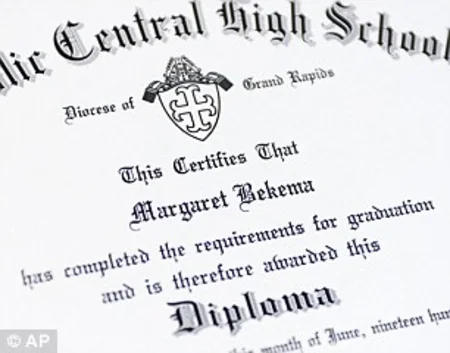 lic Central High School
Diocese of Grand Rapids
This Certifies That
Margaret Bekema
has completed the requirements for graduation
and is therefore awarded this
Diploma
this month of June, nineteen hun
© AP